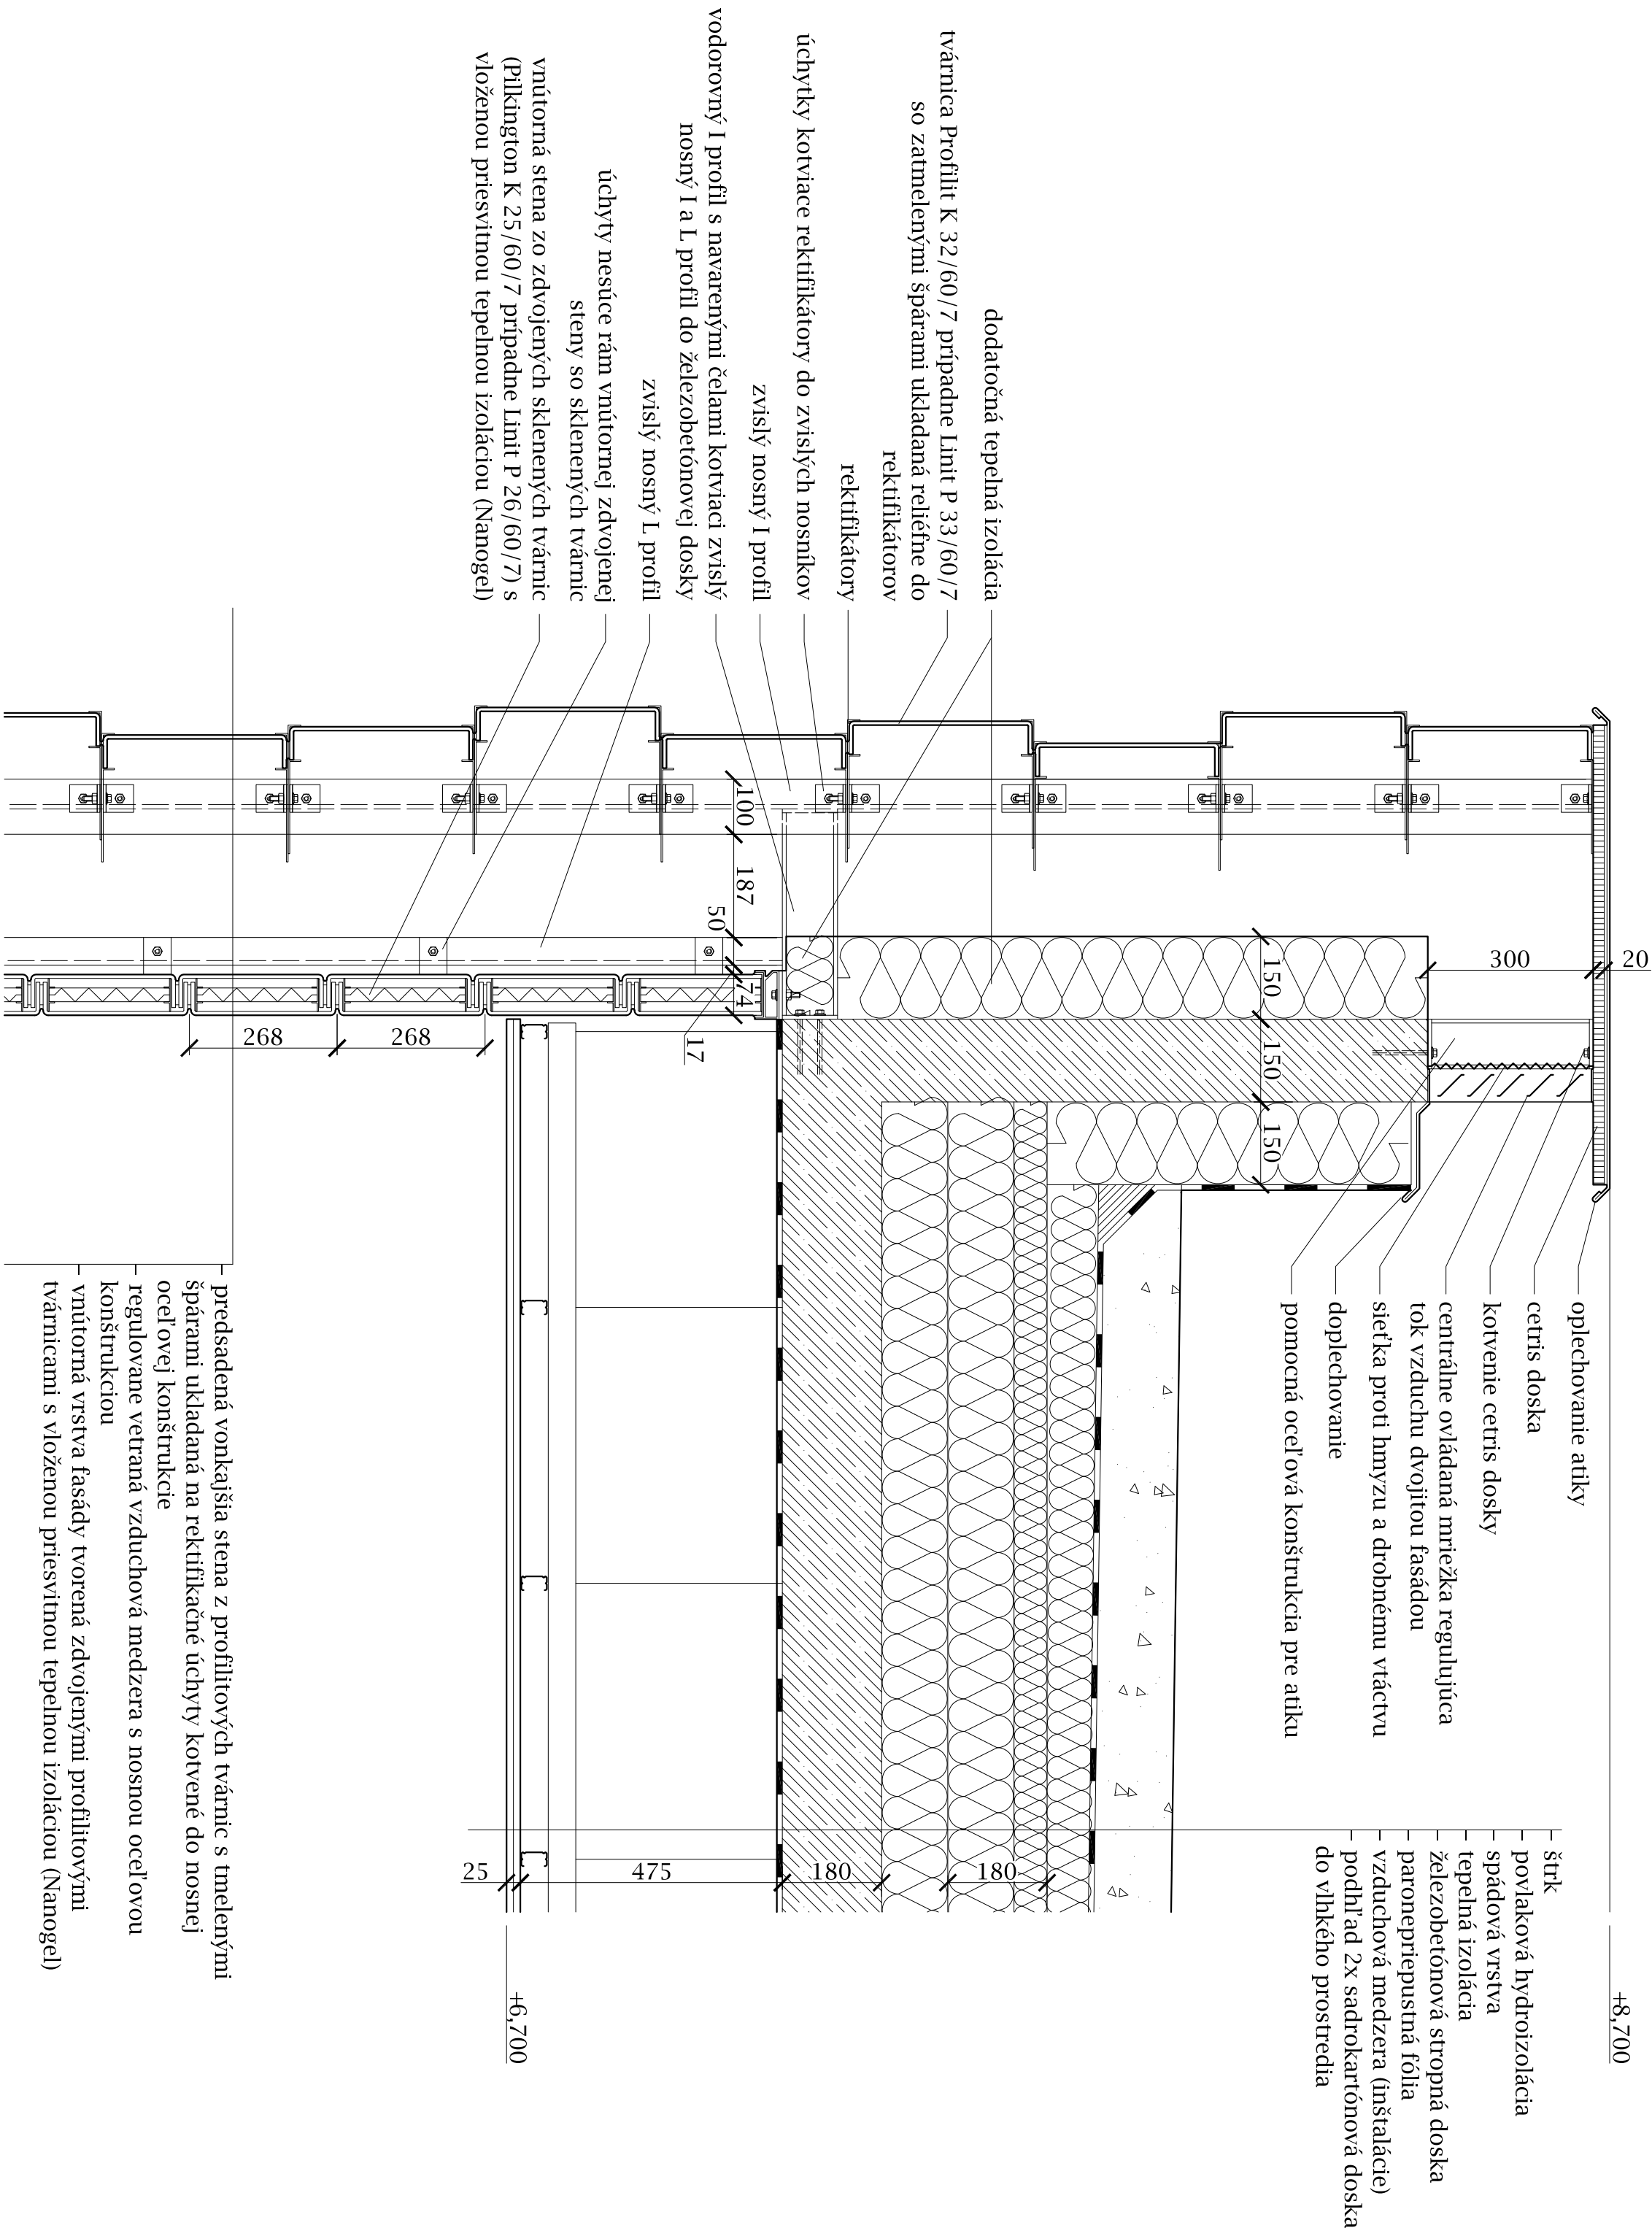 dodatočná tepelná izolácia
tvárnica Profilit K 32/60/7 prípadne Linit P 33/60/7
so zatmelenými špárami ukladaná reliéfne do
rektifikátorov
rektifikátory
úchytky kotviace rektifikátory do zvislých nosníkov
zvislý nosný I profil
vodorovný I profil s navarenými čelami kotviaci zvislý
nosný I a L profil do železobetónovej dosky
zvislý nosný L profil
úchyty nesúce rám vnútornej zdvojenej
steny so sklenených tvárnic
vnútorná stena zo zdvojených sklenených tvárnic
(Pilkington K 25/60/7 prípadne Linit P 26/60/7) s
vloženou priesvitnou tepelnou izoláciou (Nanogel)
20
300
150
150
150
100
187
50
74
17
268
268
oplechovanie atiky
cetris doska
kotvenie cetris dosky
centrálne ovládaná mriežka regulujúca
tok vzduchu dvojitou fasádou
sieťka proti hmyzu a drobnému vtáctvu
doplechovanie
pomocná oceľová konštrukcia pre atiku
predsadená vonkajšia stena z profilitových tvárnic s tmelenými
špárami ukladaná na rektifikačné úchyty kotvené do nosnej
oceľovej konštrukcie
regulovane vetraná vzduchová medzera s nosnou oceľovou
konštrukciou
vnútorná vrstva fasády tvorená zdvojenými profilitovými
tvárnicami s vloženou priesvitnou tepelnou izoláciou (Nanogel)
25
475
180
180
štrk
povlaková hydroizolácia
spádová vrstva
tepelná izolácia
železobetónová stropná doska
paronepriepustná fólia
vzduchová medzera (inštalácie)
podhľad 2x sadrokartónová doska
do vlhkého prostredia
+8,700
+6,700